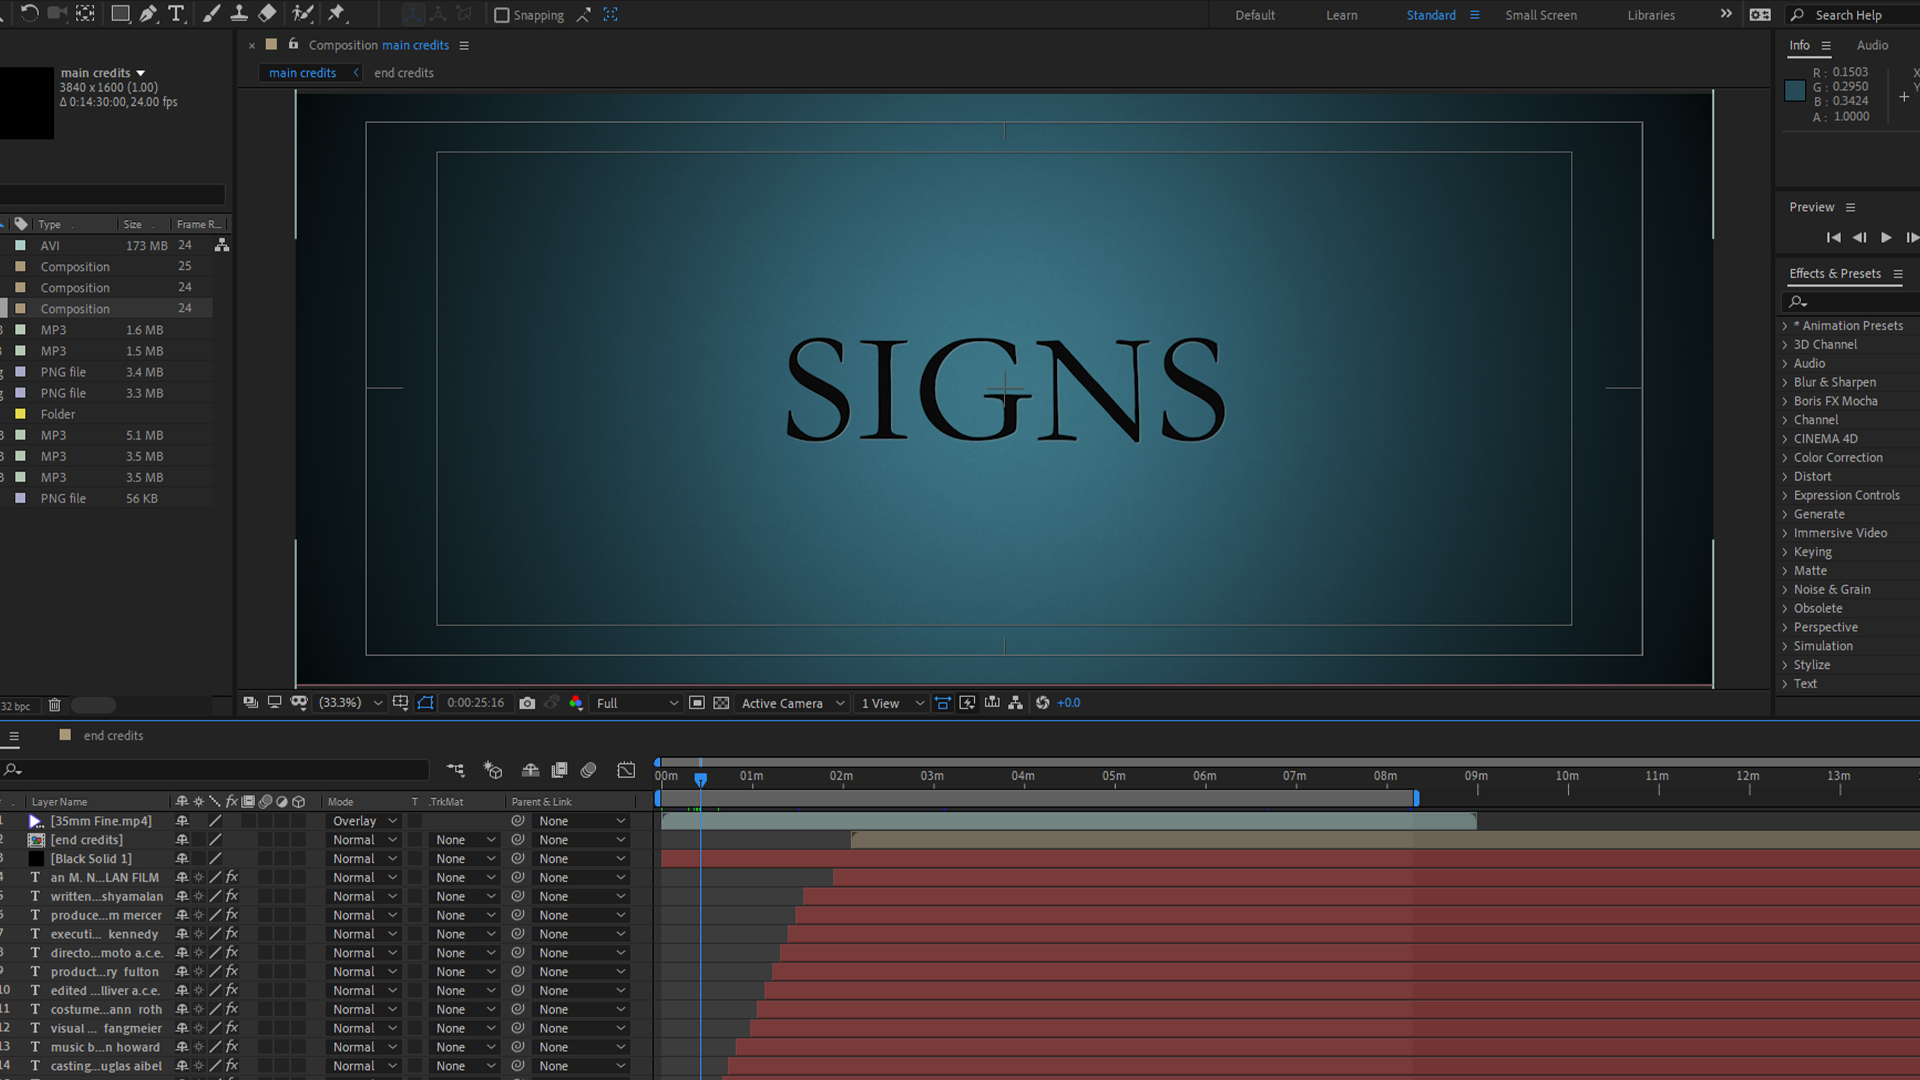 Snapping
Default
Learn
Standard
Small Screen
Libraries
Search Help
main credits
3840 x 1600 (1.00)
Δ 0:14:30:00, 24.00 fps
Composition main credits
main credits
end credits
Info
Audio
R : 0.1503
G : 0.2950
B : 0.3424
A : 1.0000
X
Y
Preview
Type
Size
Frame R...
AVI 173 MB 24
Composition 25
Composition 24
Composition 24
MP3 1.6 MB
MP3 1.5 MB
PNG file 3.4 MB
PNG file 3.3 MB
Folder
MP3 5.1 MB
MP3 3.5 MB
MP3 3.5 MB
PNG file 56 KB
32 bpc
SIGNS
Effects & Presets
* Animation Presets
3D Channel
Audio
Blur & Sharpen
Boris FX Mocha
Channel
CINEMA 4D
Color Correction
Distort
Expression Controls
Generate
Immersive Video
Keying
Matte
Noise & Grain
Obsolete
Perspective
Simulation
Stylize
Text
(33.3%)
0:00:25:16
Full
Active Camera
1 View
+0.0
end credits
00m 01m 02m 03m 04m 05m 06m 07m 08m 09m 10m 11m 12m 13m
Layer Name
fx
Mode
T
.TrkMat
Parent & Link
[35mm Fine.mp4] Overlay None
2 [end credits] Normal None None
[Black Solid 1] Normal None None
T an M. N...LAN FILM fx Normal None None
T written...shyamalan fx Normal None None
T produce...m mercer fx Normal None None
T executi... kennedy fx Normal None None
T directo...moto a.c.e. fx Normal None None
T product...ry fulton fx Normal None None
10 T edited ...lliver a.c.e. fx Normal None None
11 T costume...ann roth fx Normal None None
12 T visual ... fangmeier fx Normal None None
13 T music b...n howard fx Normal None None
14 T casting...uglas aibel fx Normal None None